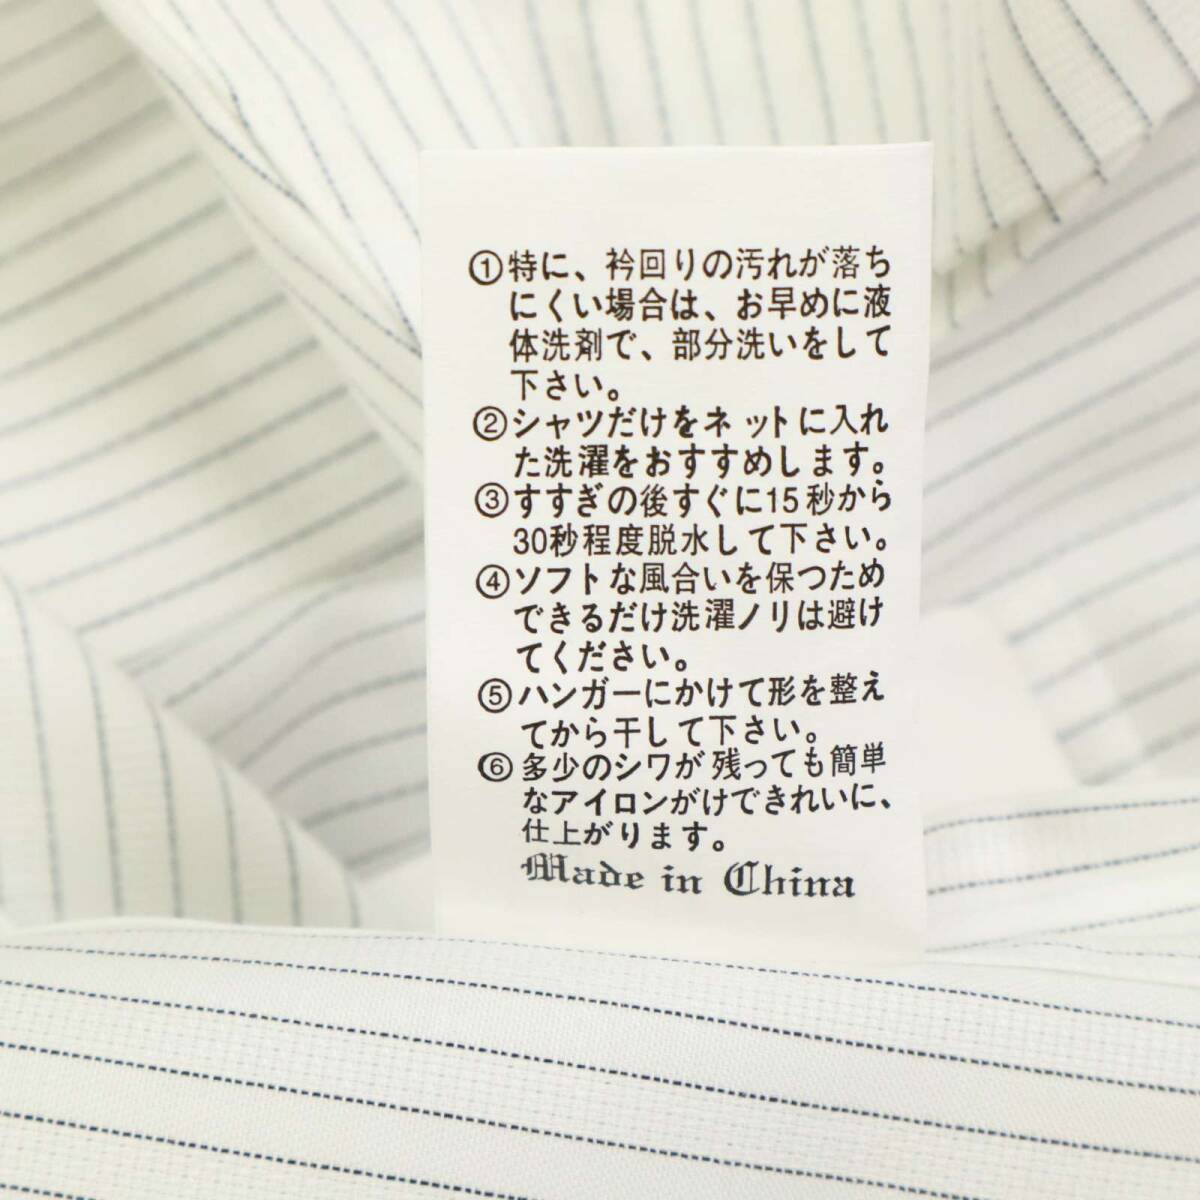 ①特に、衿回りの汚れが落ち
にくい場合は、お早めに液
体洗剤で、部分洗いをして
下さい。
②シャツだけをネットに入れ
た洗濯をおすすめします。
③すすぎの後すぐに15秒から
30秒程度脱水して下さい。
④ソフトな風合いを保つため
できるだけ洗濯ノリは避け
てください。
⑤ハンガーにかけて形を整え
てから干して下さい。
⑥多少のシワが残っても簡単
なアイロンがけできれいに、
仕上がります。
Made in China